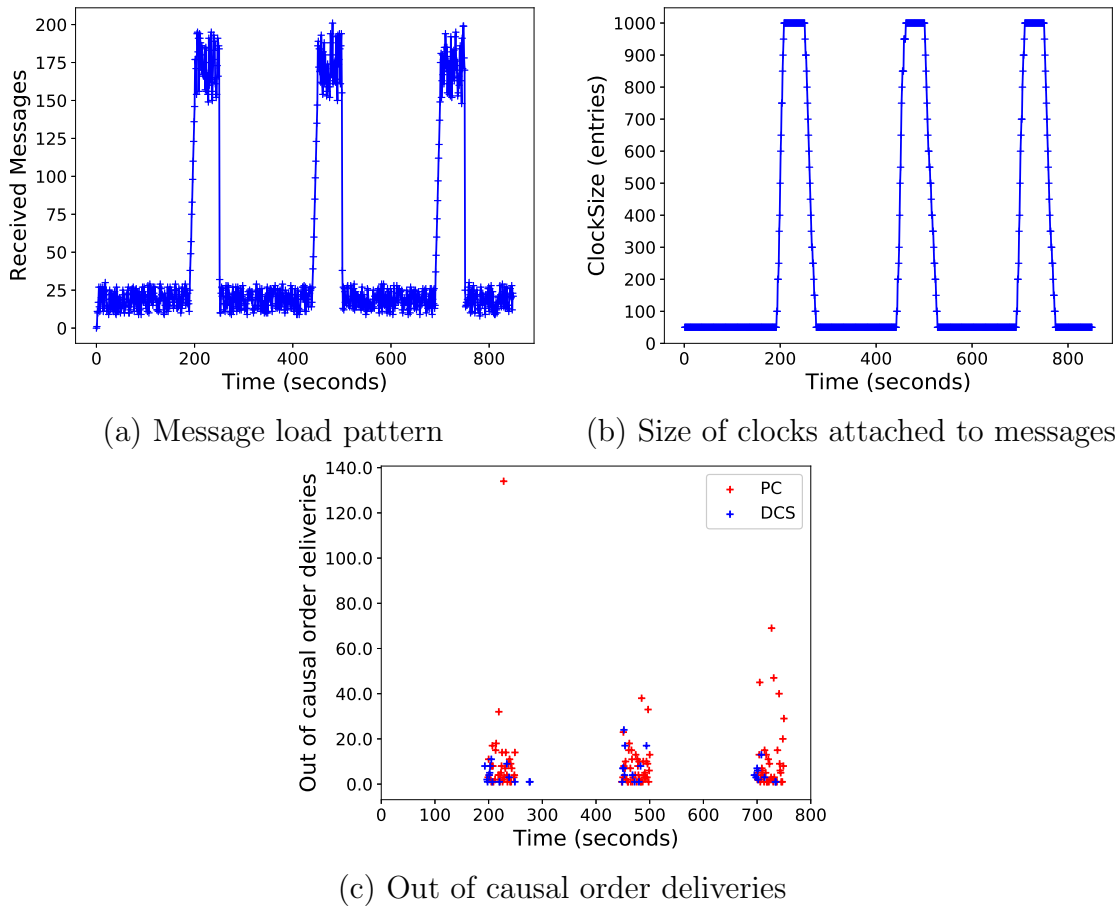 200
175
150
125
100
75
50
25
0
Received Messages
0 200 400 600 800
Time (seconds)
(a) Message load pattern
1000
900
800
700
600
500
400
300
200
100
0
ClockSize (entries)
0 200 400 600 800
Time (seconds)
(b) Size of clocks attached to messages
140.0
120.0
100.0
80.0
60.0
40.0
20.0
0.0
Out of causal order deliveries
PC
DCS
0 100 200 300 400 500 600 700 800
Time (seconds)
(c) Out of causal order deliveries